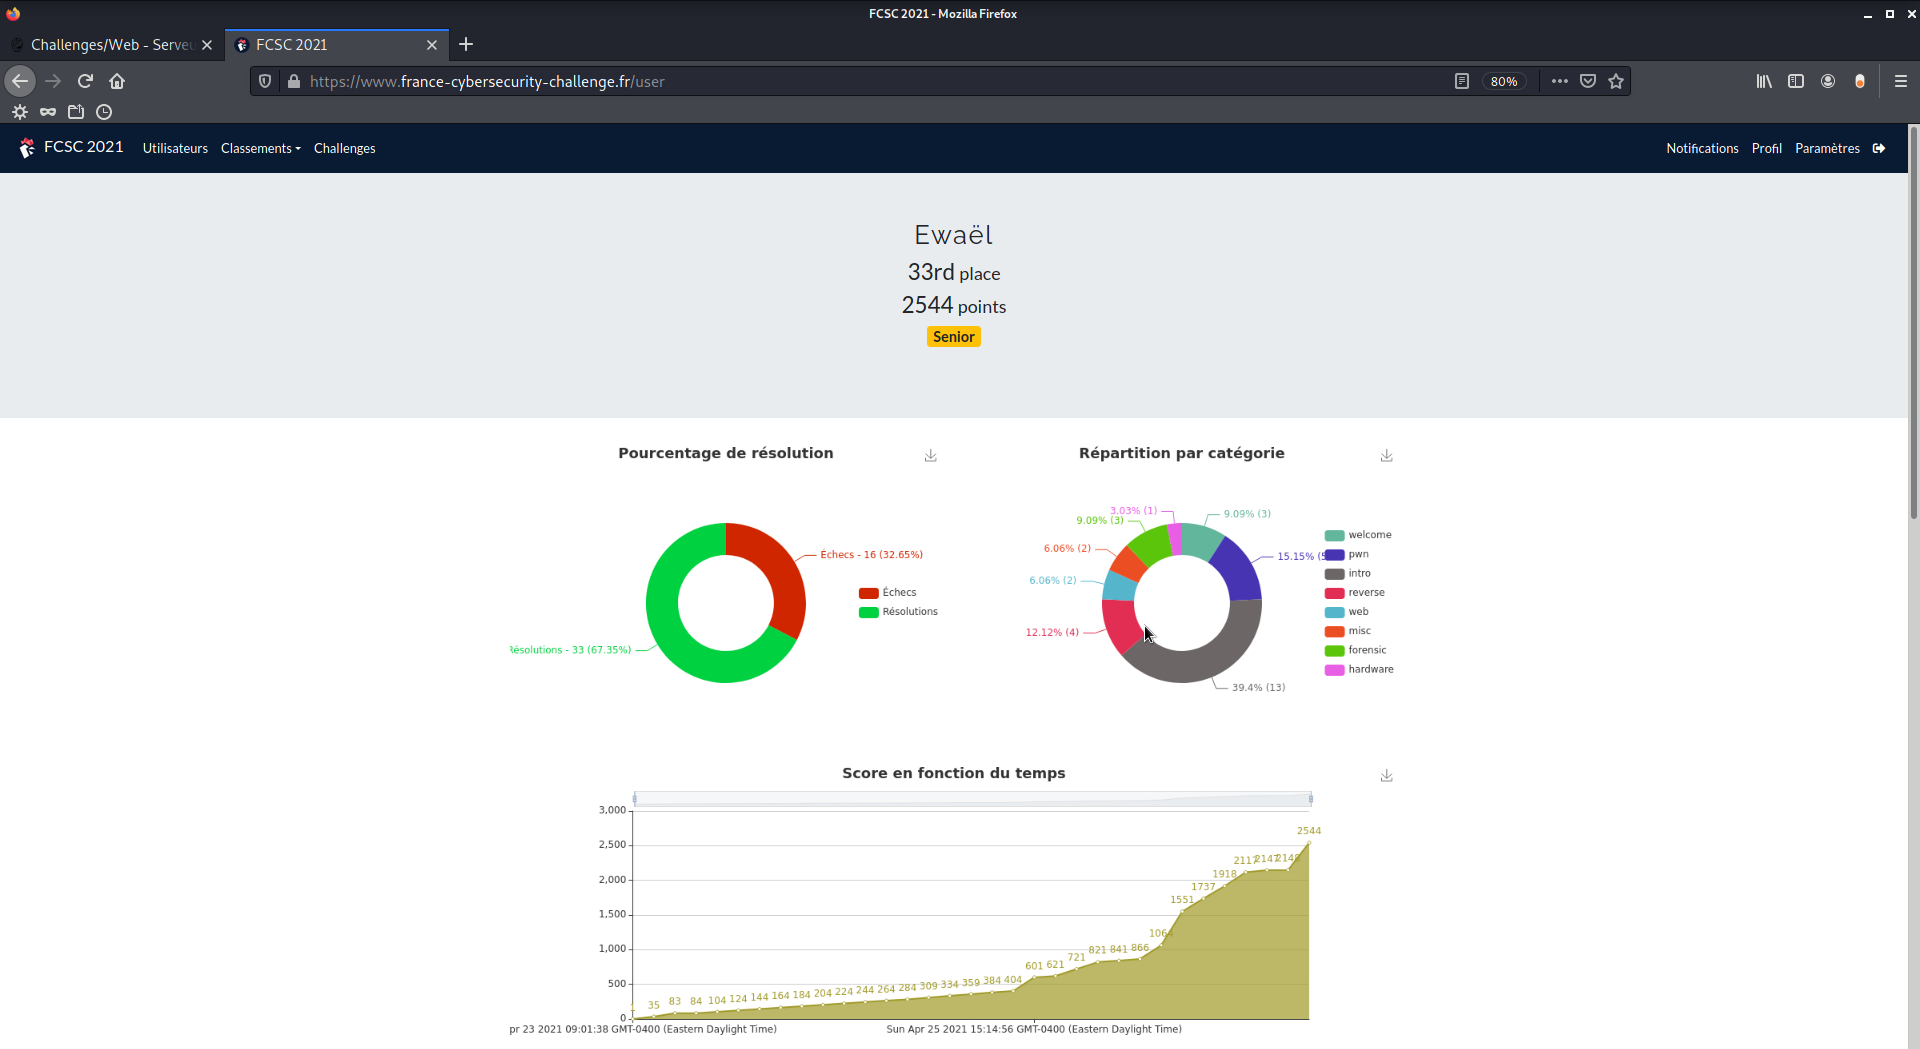 FCSC 2021 - Mozilla Firefox
Challenges/Web - Serveu
FCSC 2021
https://www.france-cybersecurity-challenge.fr/user
80%
FCSC 2021 Utilisateurs Classements Challenges Notifications Profil Paramètres
Ewaël
33rd place
2544 points
Senior
Pourcentage de résolution
Échecs - 16 (32.65%)
Résolutions - 33 (67.35%)
Échecs
Résolutions
Répartition par catégorie
3.03% (1)
9.09% (3)
9.09% (3)
6.06% (2)
15.15% (5
6.06% (2)
12.12% (4)
39.4% (13)
welcome
pwn
intro
reverse
web
misc
forensic
hardware
Score en fonction du temps
3,000
2,500
2,000
1,500
1,000
500
0
1 35 83 84 104 124 144 164 184 204 224 244 264 284 309 334 359 384 404 601 621 721 821 841 866 1064 1551 1737 1918 2117 2147 2148 2544
pr 23 2021 09:01:38 GMT-0400 (Eastern Daylight Time)
Sun Apr 25 2021 15:14:56 GMT-0400 (Eastern Daylight Time)